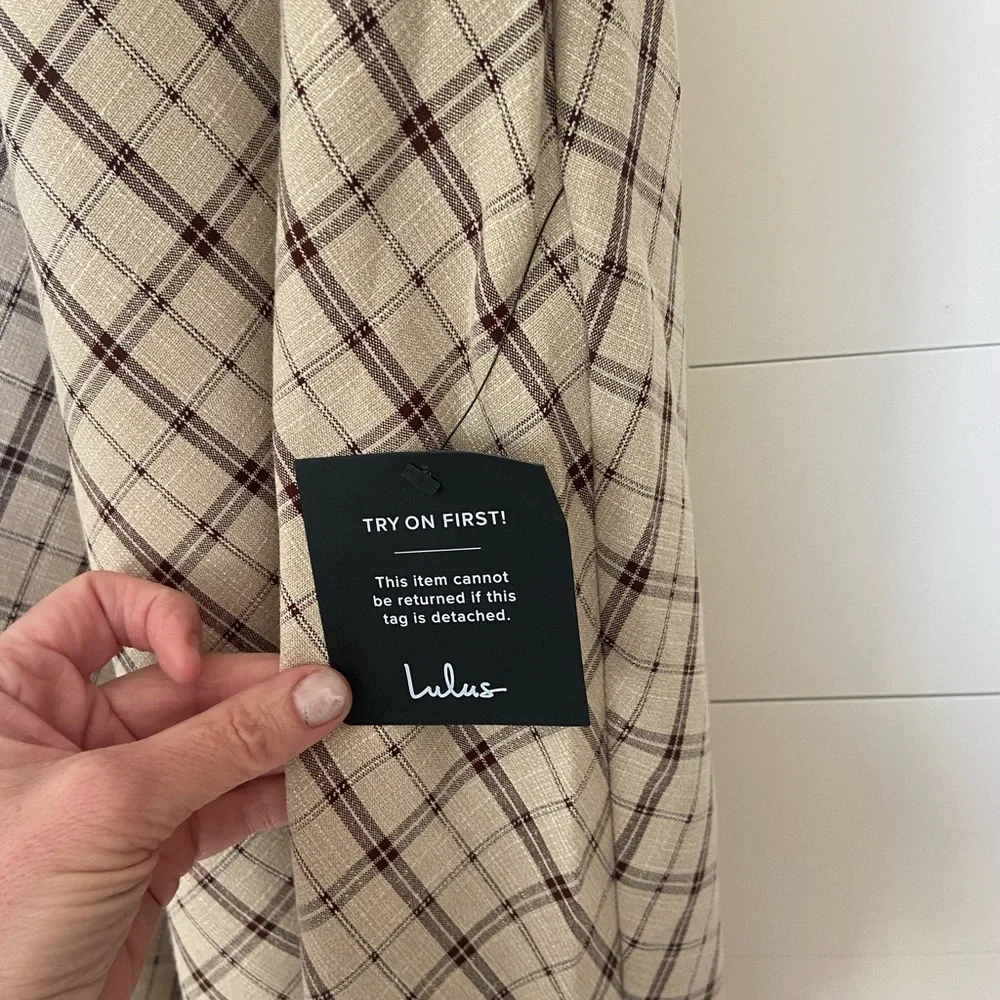 TRY ON FIRST!
This item cannot
be returned if this
tag is detached.
Lulus